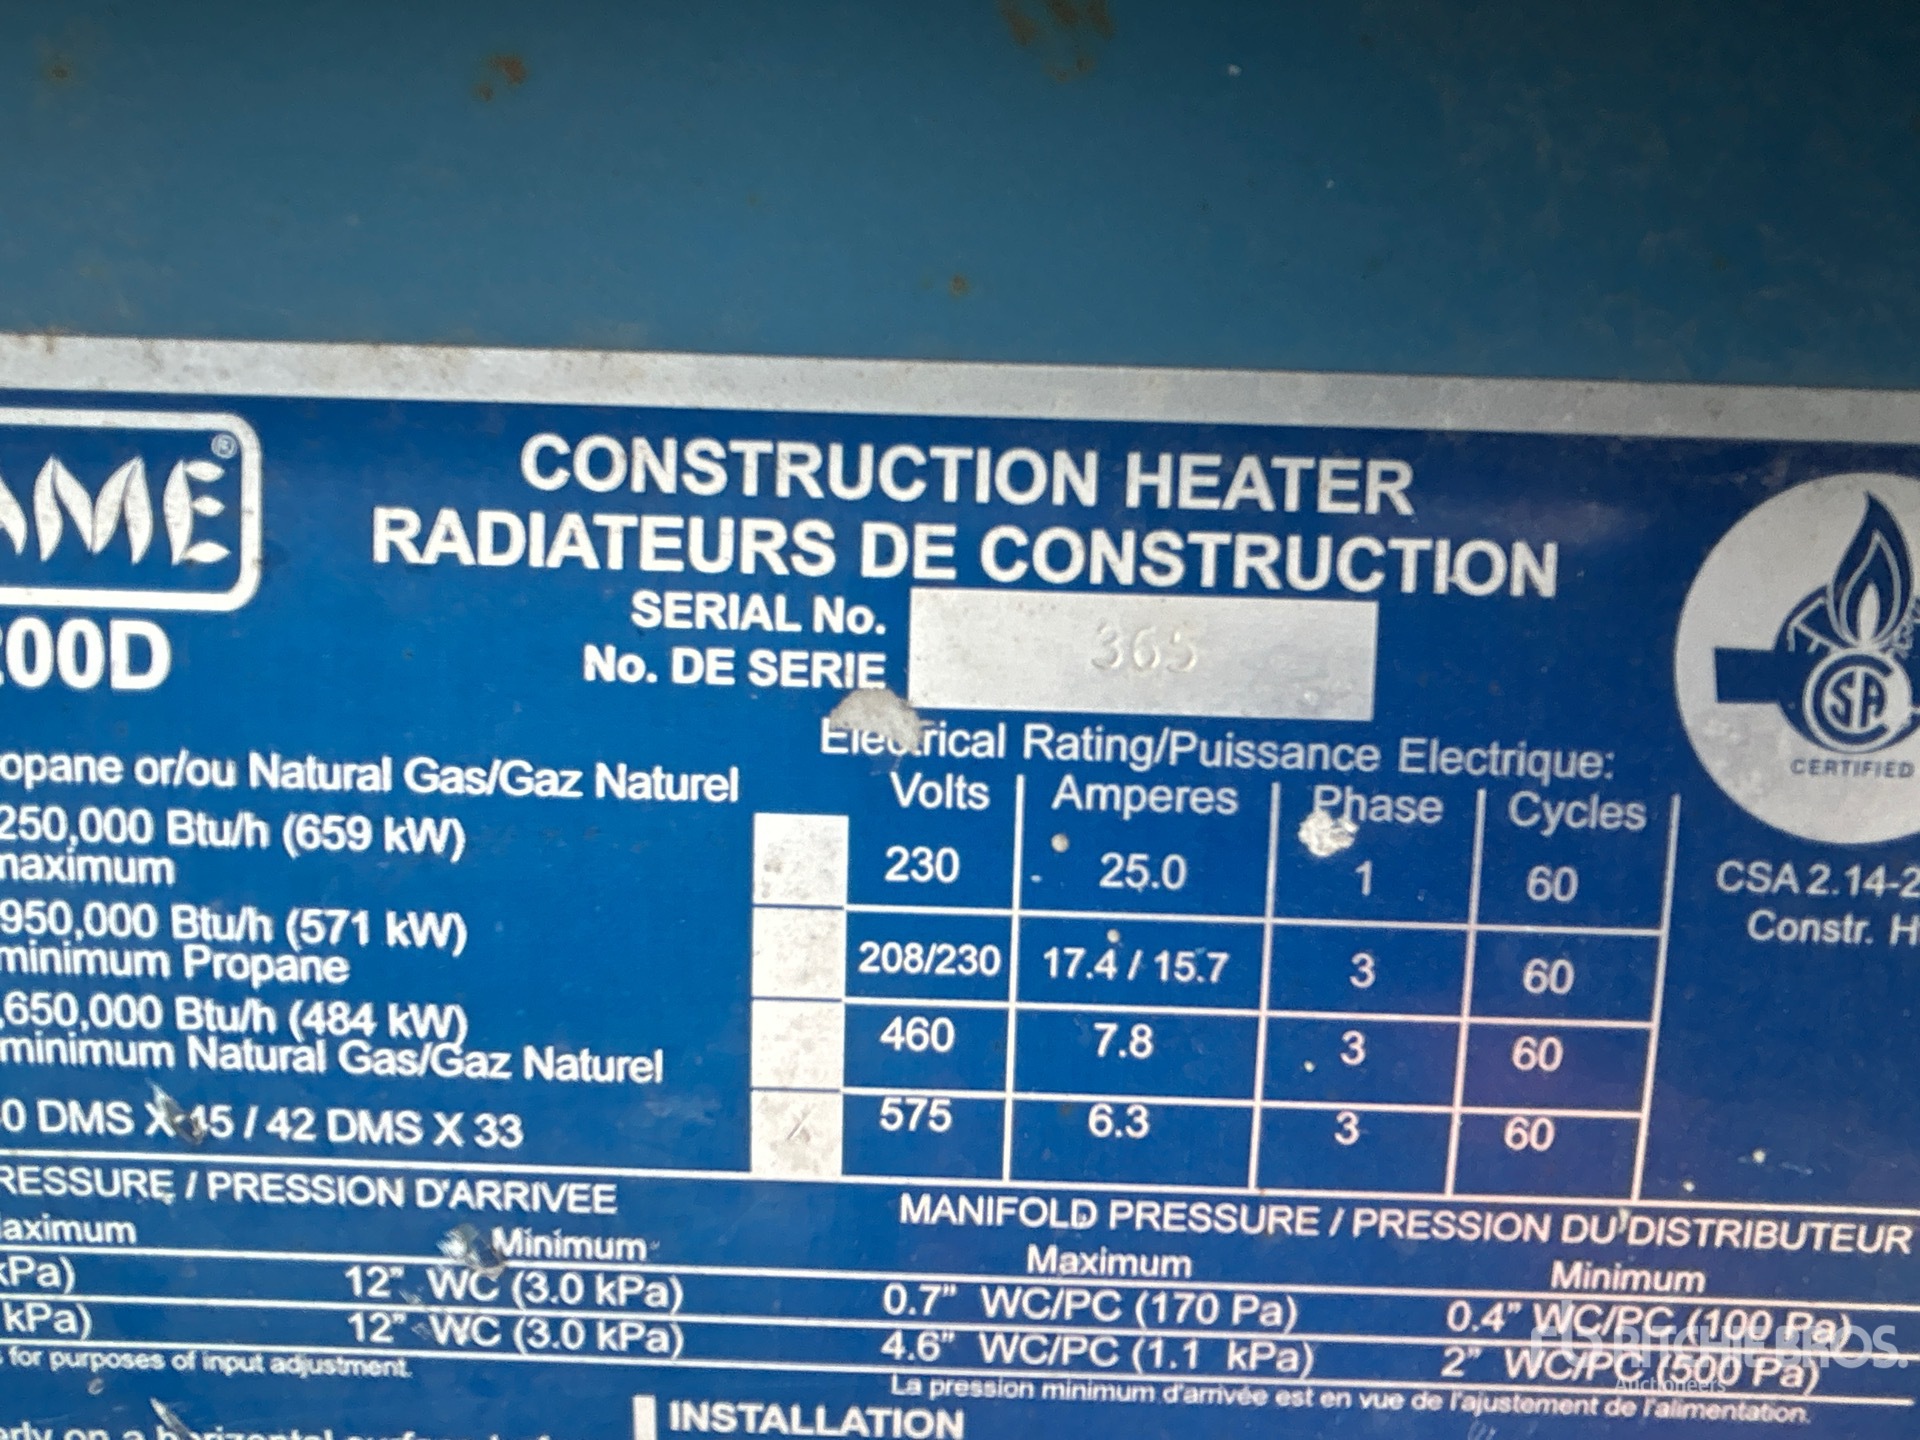 AME®
CONSTRUCTION HEATER
RADIATEURS DE CONSTRUCTION
00D
SERIAL No.
No. DE SERIE
365
CSA
CERTIFIED
CSA 2.14-2
Constr. H
opane or/ou Natural Gas/Gaz Naturel
250,000 Btu/h (659 kW)
maximum
950,000 Btu/h (571 kW)
minimum Propane
,650,000 Btu/h (484 kW)
minimum Natural Gas/Gaz Naturel
0 DMS X 45 / 42 DMS X 33
Electrical Rating/Puissance Electrique:
Volts Amperes Phase Cycles
230 25.0 1 60
208/230 17.4 / 15.7 3 60
460 7.8 3 60
X 575 6.3 3 60
RESSURE / PRESSION D'ARRIVEE
aximum Minimum
kPa) 12" WC (3.0 kPa)
kPa) 12" WC (3.0 kPa)
for purposes of input adjustment.
MANIFOLD PRESSURE / PRESSION DU DISTRIBUTEUR
Maximum Minimum
0.7" WC/PC (170 Pa) 0.4" WC/PC (100 Pa)
4.6" WC/PC (1.1 kPa) 2" WC/PC (500 Pa)
La pression minimum d'arrivée est en vue de l'ajustement de l'alimentation.
INSTALLATION
RITCHIE BROS.
Auctioneers